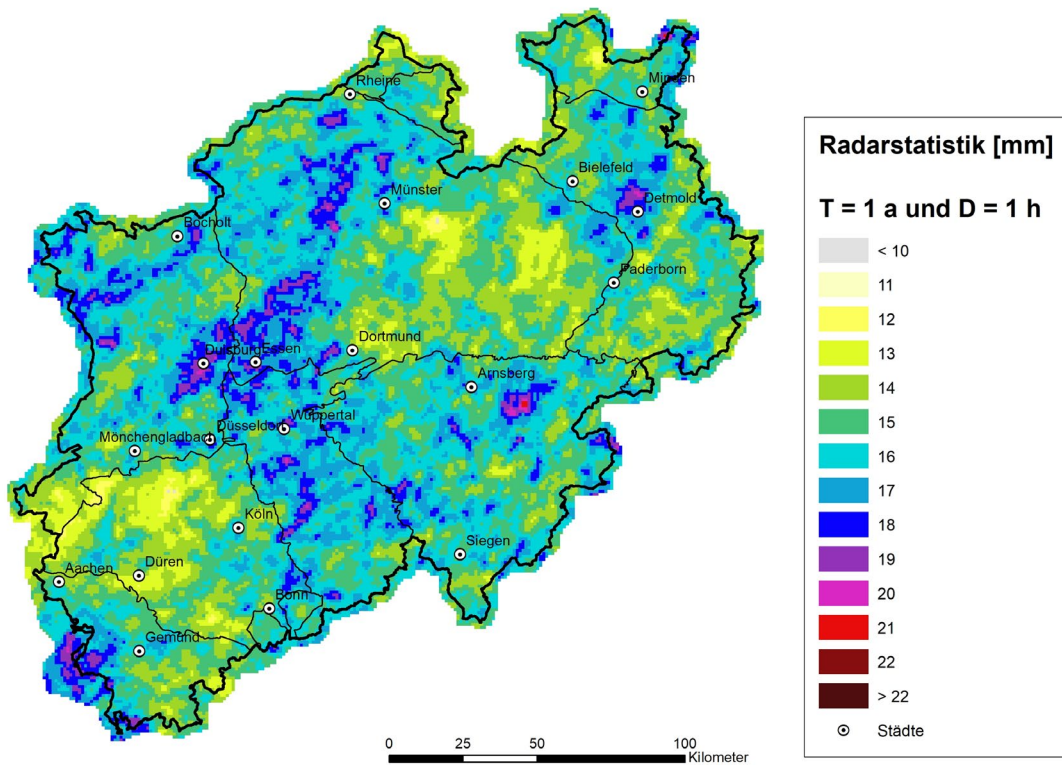 Rheine
Minden
Bielefeld
Münster
Detmold
Bocholt
Paderborn
Dortmund
Duisburg
Essen
Arnsberg
Wuppertal
Düsseldorf
Mönchengladbach
Köln
Siegen
Düren
Aachen
Bonn
Gemünd
0 25 50 100
Kilometer
Radarstatistik [mm]
T = 1 a und D = 1 h
< 10
11
12
13
14
15
16
17
18
19
20
21
22
> 22
Städte